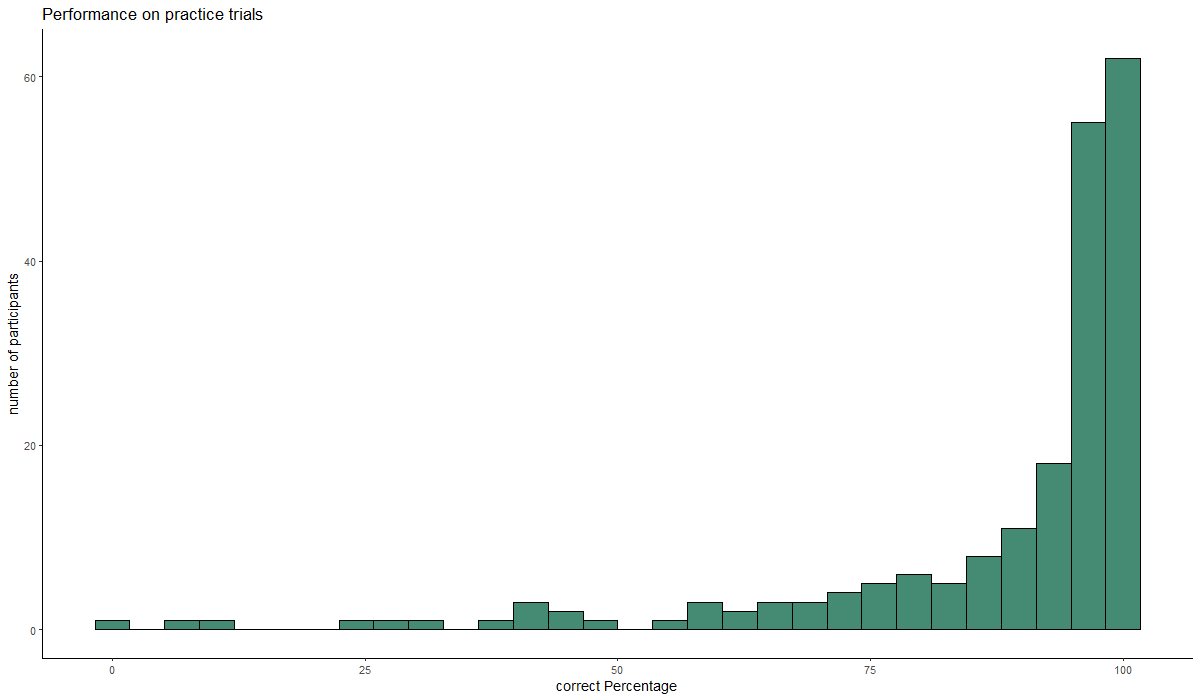 Performance on practice trials
60
40
20
0
number of participants
0 25 50 75 100
correct Percentage